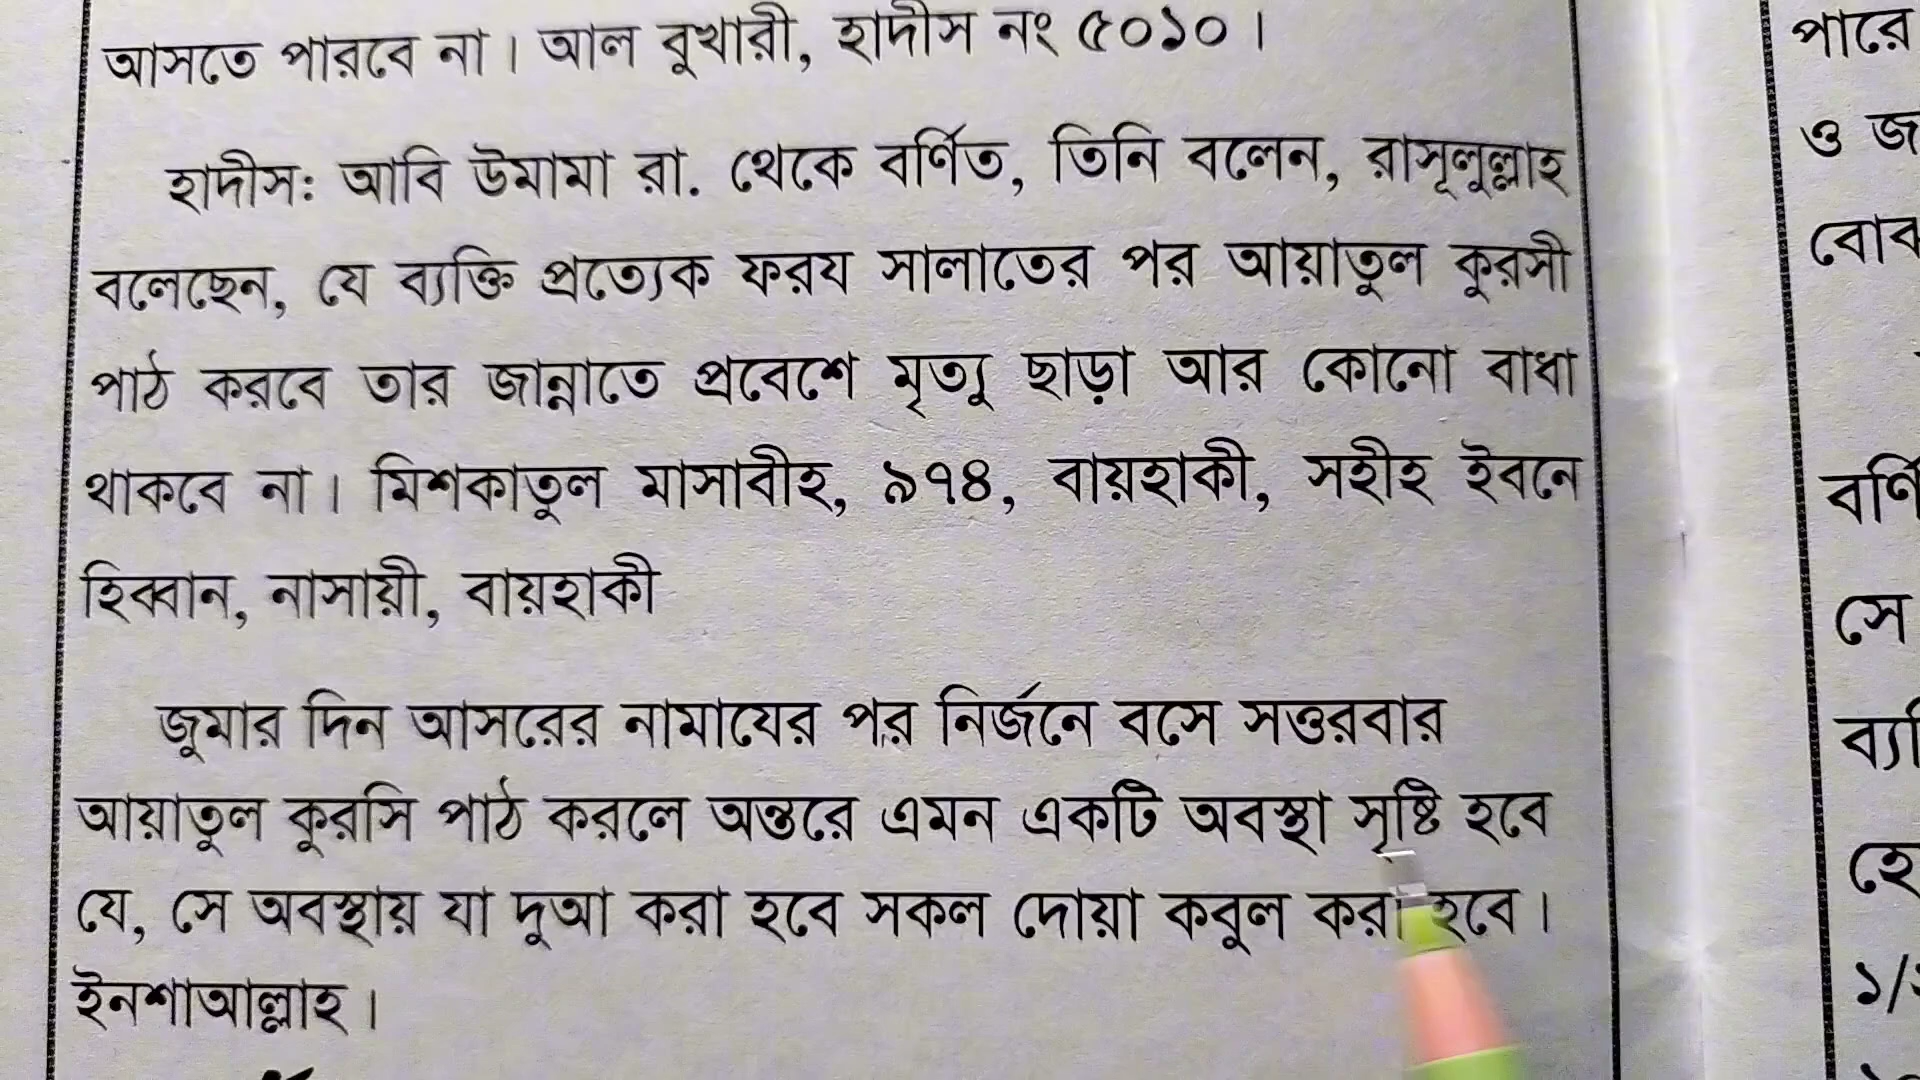 আসতে পারবে না। আল বুখারী, হাদীস নং ৫০১০।
হাদীস: আবি উমামা রা. থেকে বর্ণিত, তিনি বলেন, রাসূলুল্লাহ
বলেছেন, যে ব্যক্তি প্রত্যেক ফরয সালাতের পর আয়াতুল কুরসী
পাঠ করবে তার জান্নাতে প্রবেশে মৃত্যু ছাড়া আর কোনো বাধা
থাকবে না। মিশকাতুল মাসাবীহ, ৯৭৪, বায়হাকী, সহীহ ইবনে
হিব্বান, নাসায়ী, বায়হাকী
জুমার দিন আসরের নামাযের পর নির্জনে বসে সত্তরবার
আয়াতুল কুরসি পাঠ করলে অন্তরে এমন একটি অবস্থা সৃষ্টি হবে
যে, সে অবস্থায় যা দুআ করা হবে সকল দোয়া কবুল করা হবে।
ইনশাআল্লাহ।
পারে
ও
সে